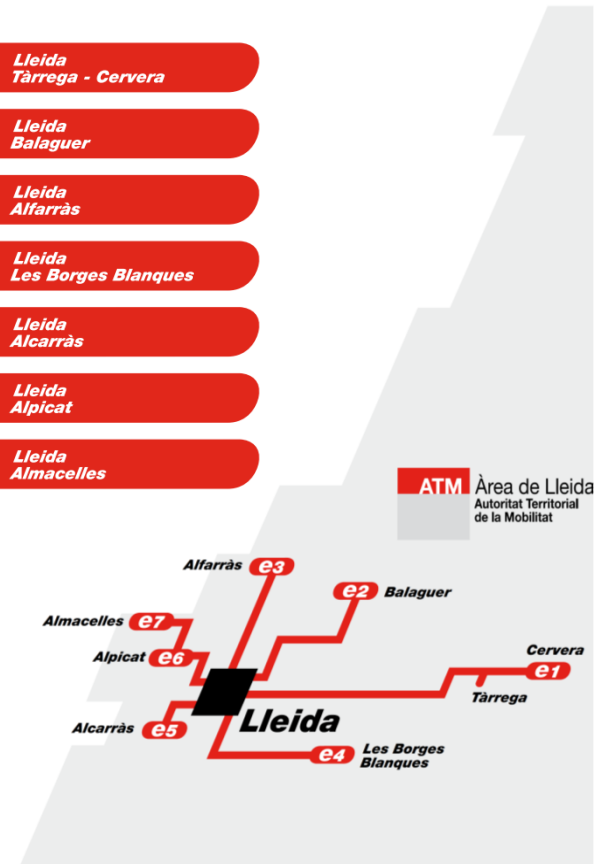 Lleida
Tàrrega - Cervera
Lleida
Balaguer
Lleida
Alfarràs
Lleida
Les Borges Blanques
Lleida
Alcarràs
Lleida
Alpicat
Lleida
Almacelles
ATM Àrea de Lleida
Autoritat Territorial
de la Mobilitat
Alfarràs e3
e2 Balaguer
Almacelles e7
Cervera
Alpicat e6
e1
Tàrrega
Lleida
Alcarràs e5
e4 Les Borges
Blanques